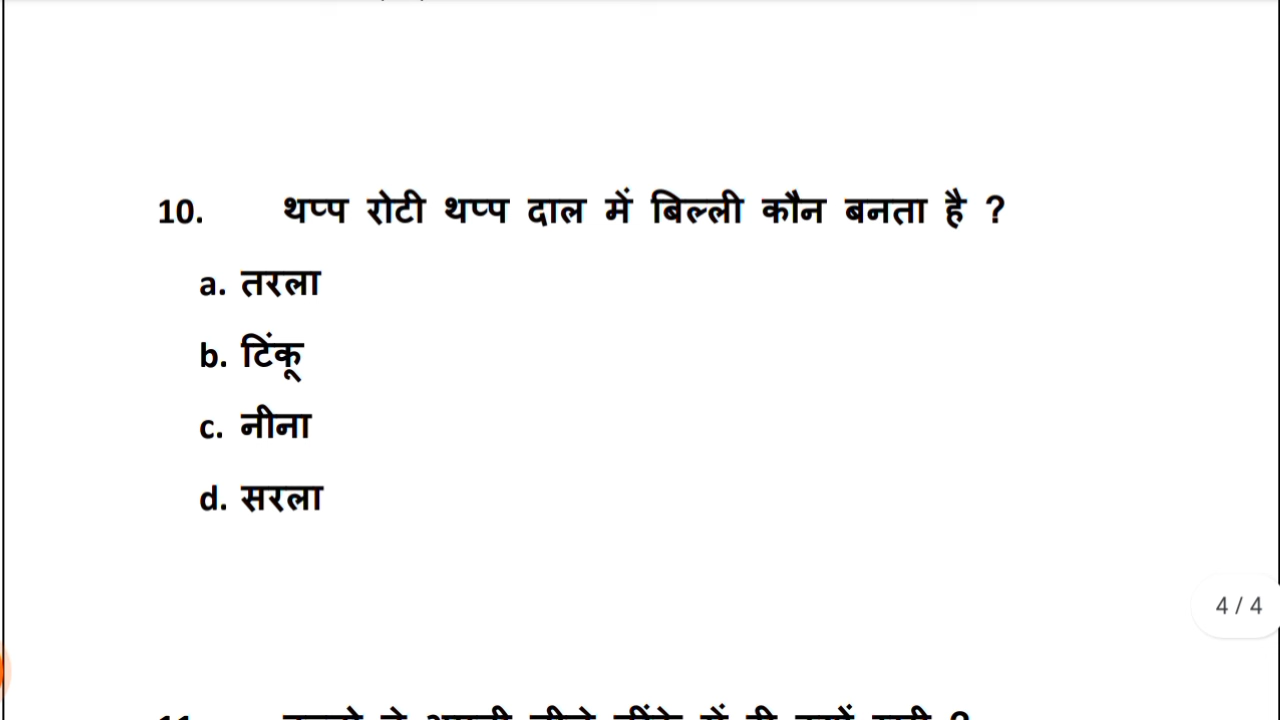 10. थप्प रोटी थप्प दाल में बिल्ली कौन बनता है ?
a. तरला
b. टिंकू
c. नीना
d. सरला
4 / 4